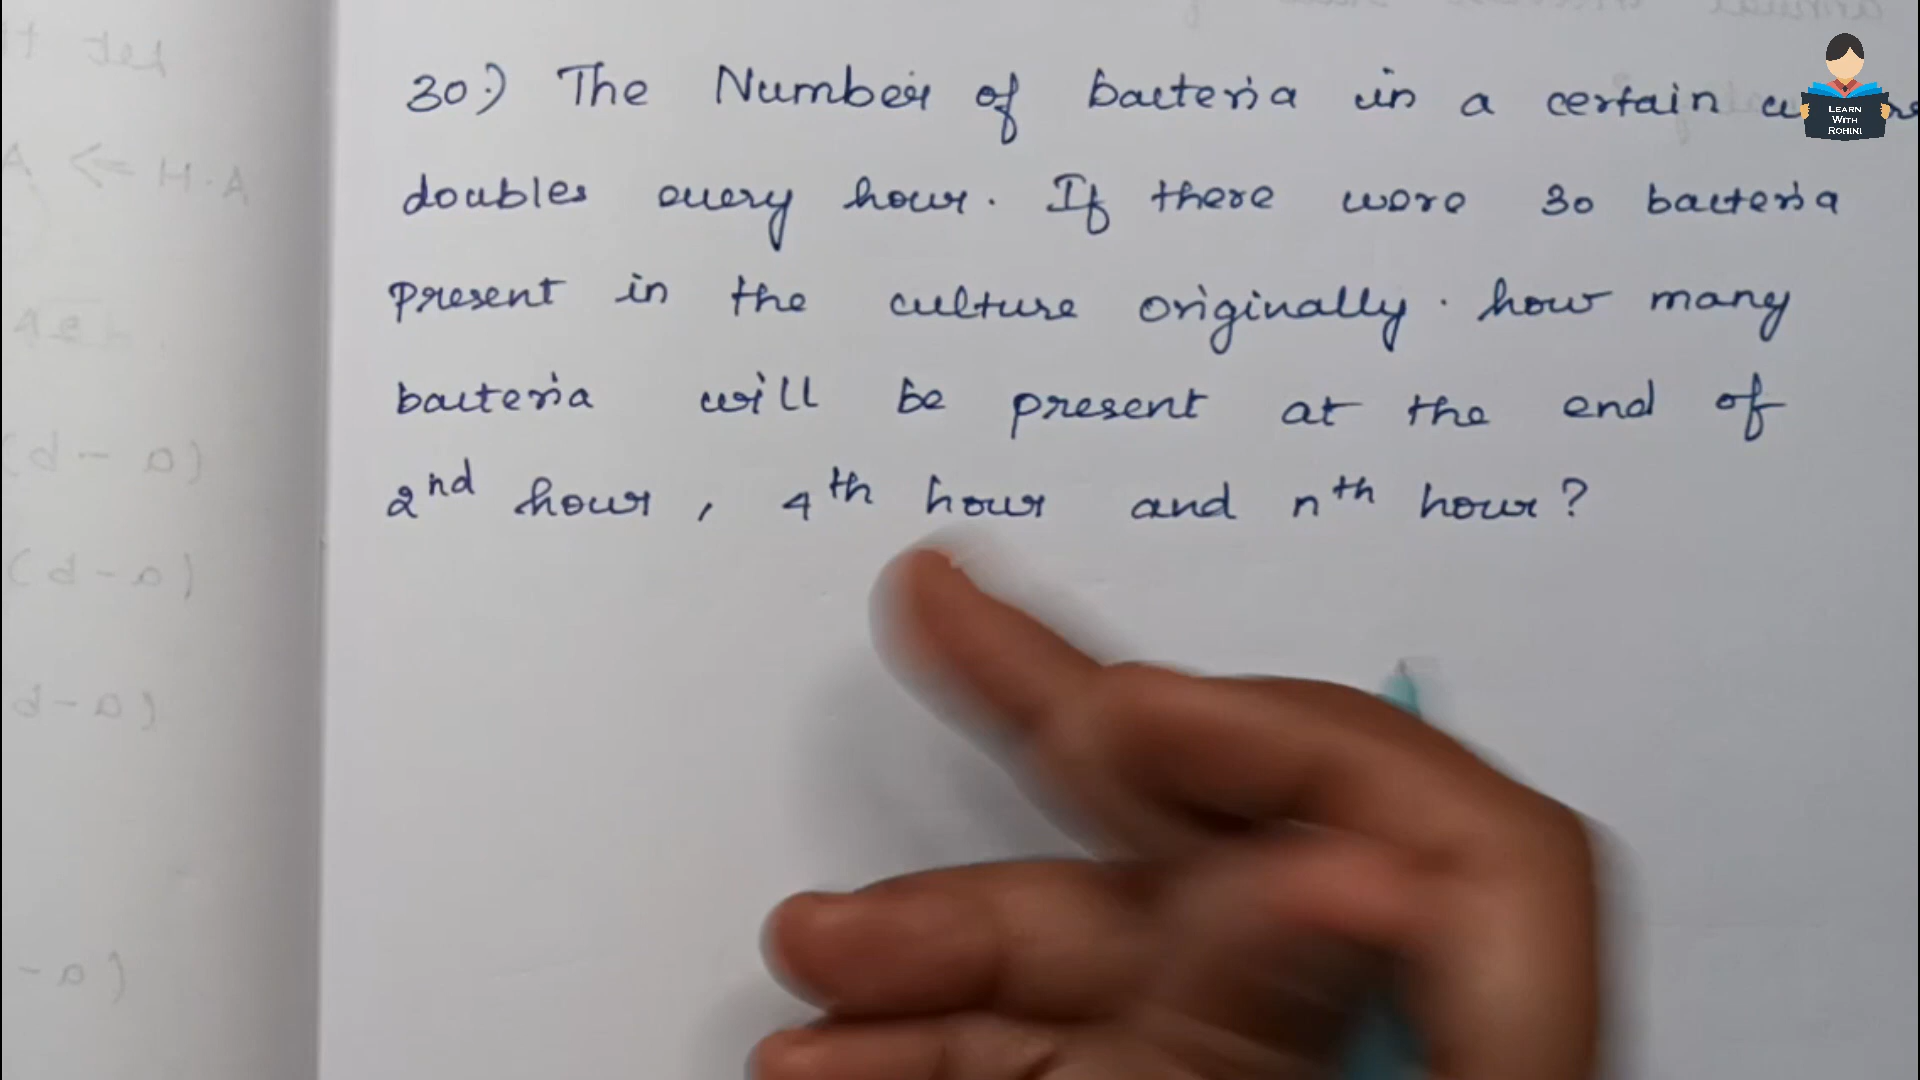 30.) The Number of bacteria in a certain
doubles every hour. If there were 30 bacteria
present in the culture originally. how many
bacteria will be present at the end of
2nd hour, 4th hour and nth hour?
LEARN
WITH
ROHINI